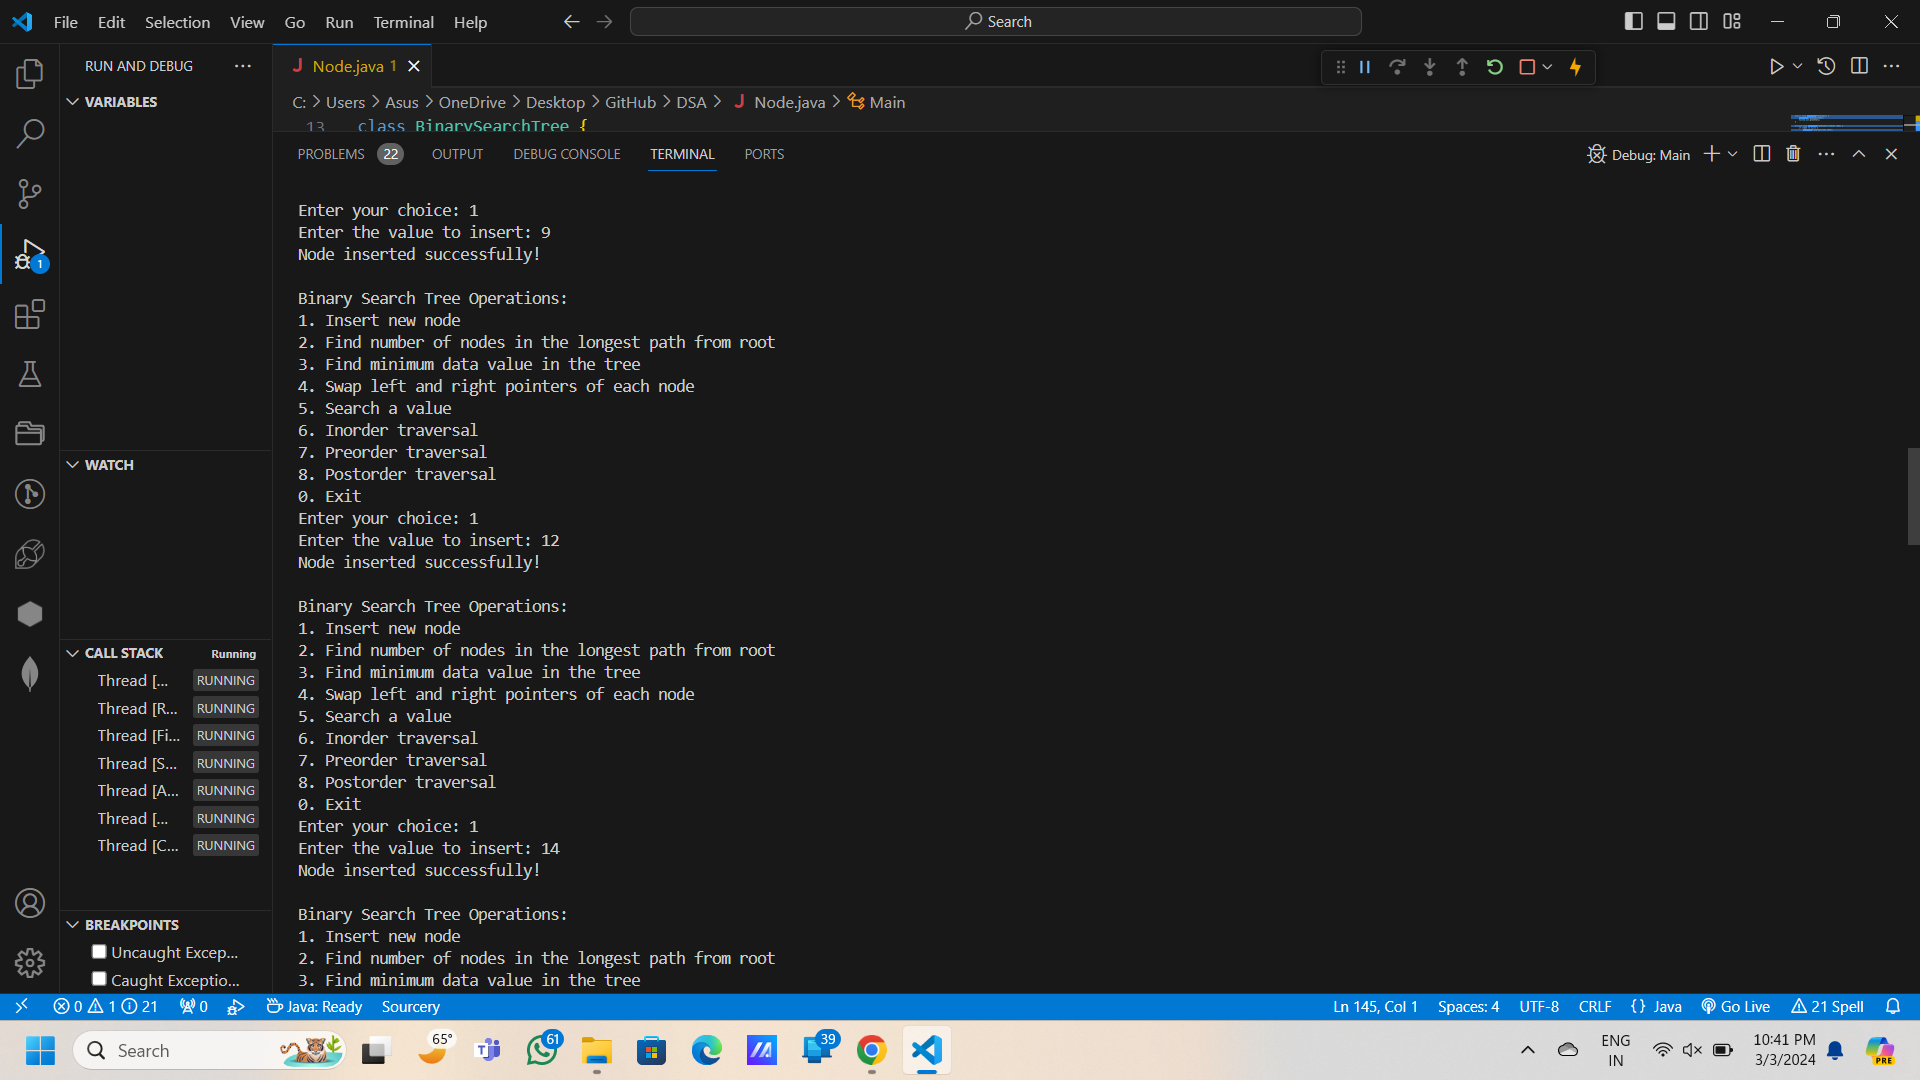 File Edit Selection View Go Run Terminal Help
Search
RUN AND DEBUG
Node.java 1
VARIABLES
C: > Users > Asus > OneDrive > Desktop > GitHub > DSA > Node.java > Main
13 class BinarySearchTree {
PROBLEMS 22 OUTPUT DEBUG CONSOLE TERMINAL PORTS
Debug: Main
Enter your choice: 1
Enter the value to insert: 9
Node inserted successfully!
Binary Search Tree Operations:
1. Insert new node
2. Find number of nodes in the longest path from root
3. Find minimum data value in the tree
4. Swap left and right pointers of each node
5. Search a value
6. Inorder traversal
7. Preorder traversal
8. Postorder traversal
0. Exit
Enter your choice: 1
Enter the value to insert: 12
Node inserted successfully!
Binary Search Tree Operations:
1. Insert new node
2. Find number of nodes in the longest path from root
3. Find minimum data value in the tree
4. Swap left and right pointers of each node
5. Search a value
6. Inorder traversal
7. Preorder traversal
8. Postorder traversal
0. Exit
Enter your choice: 1
Enter the value to insert: 14
Node inserted successfully!
Binary Search Tree Operations:
1. Insert new node
2. Find number of nodes in the longest path from root
3. Find minimum data value in the tree
1
WATCH
CALL STACK Running
Thread [... RUNNING
Thread [R... RUNNING
Thread [Fi... RUNNING
Thread [S... RUNNING
Thread [A... RUNNING
Thread [... RUNNING
Thread [C... RUNNING
BREAKPOINTS
Uncaught Excep...
Caught Exceptio...
0 1 21 0 Java: Ready Sourcery
Ln 145, Col 1 Spaces: 4 UTF-8 CRLF {} Java Go Live 21 Spell
Search
65°
61
39
ENG
IN
10:41 PM
3/3/2024
PRE